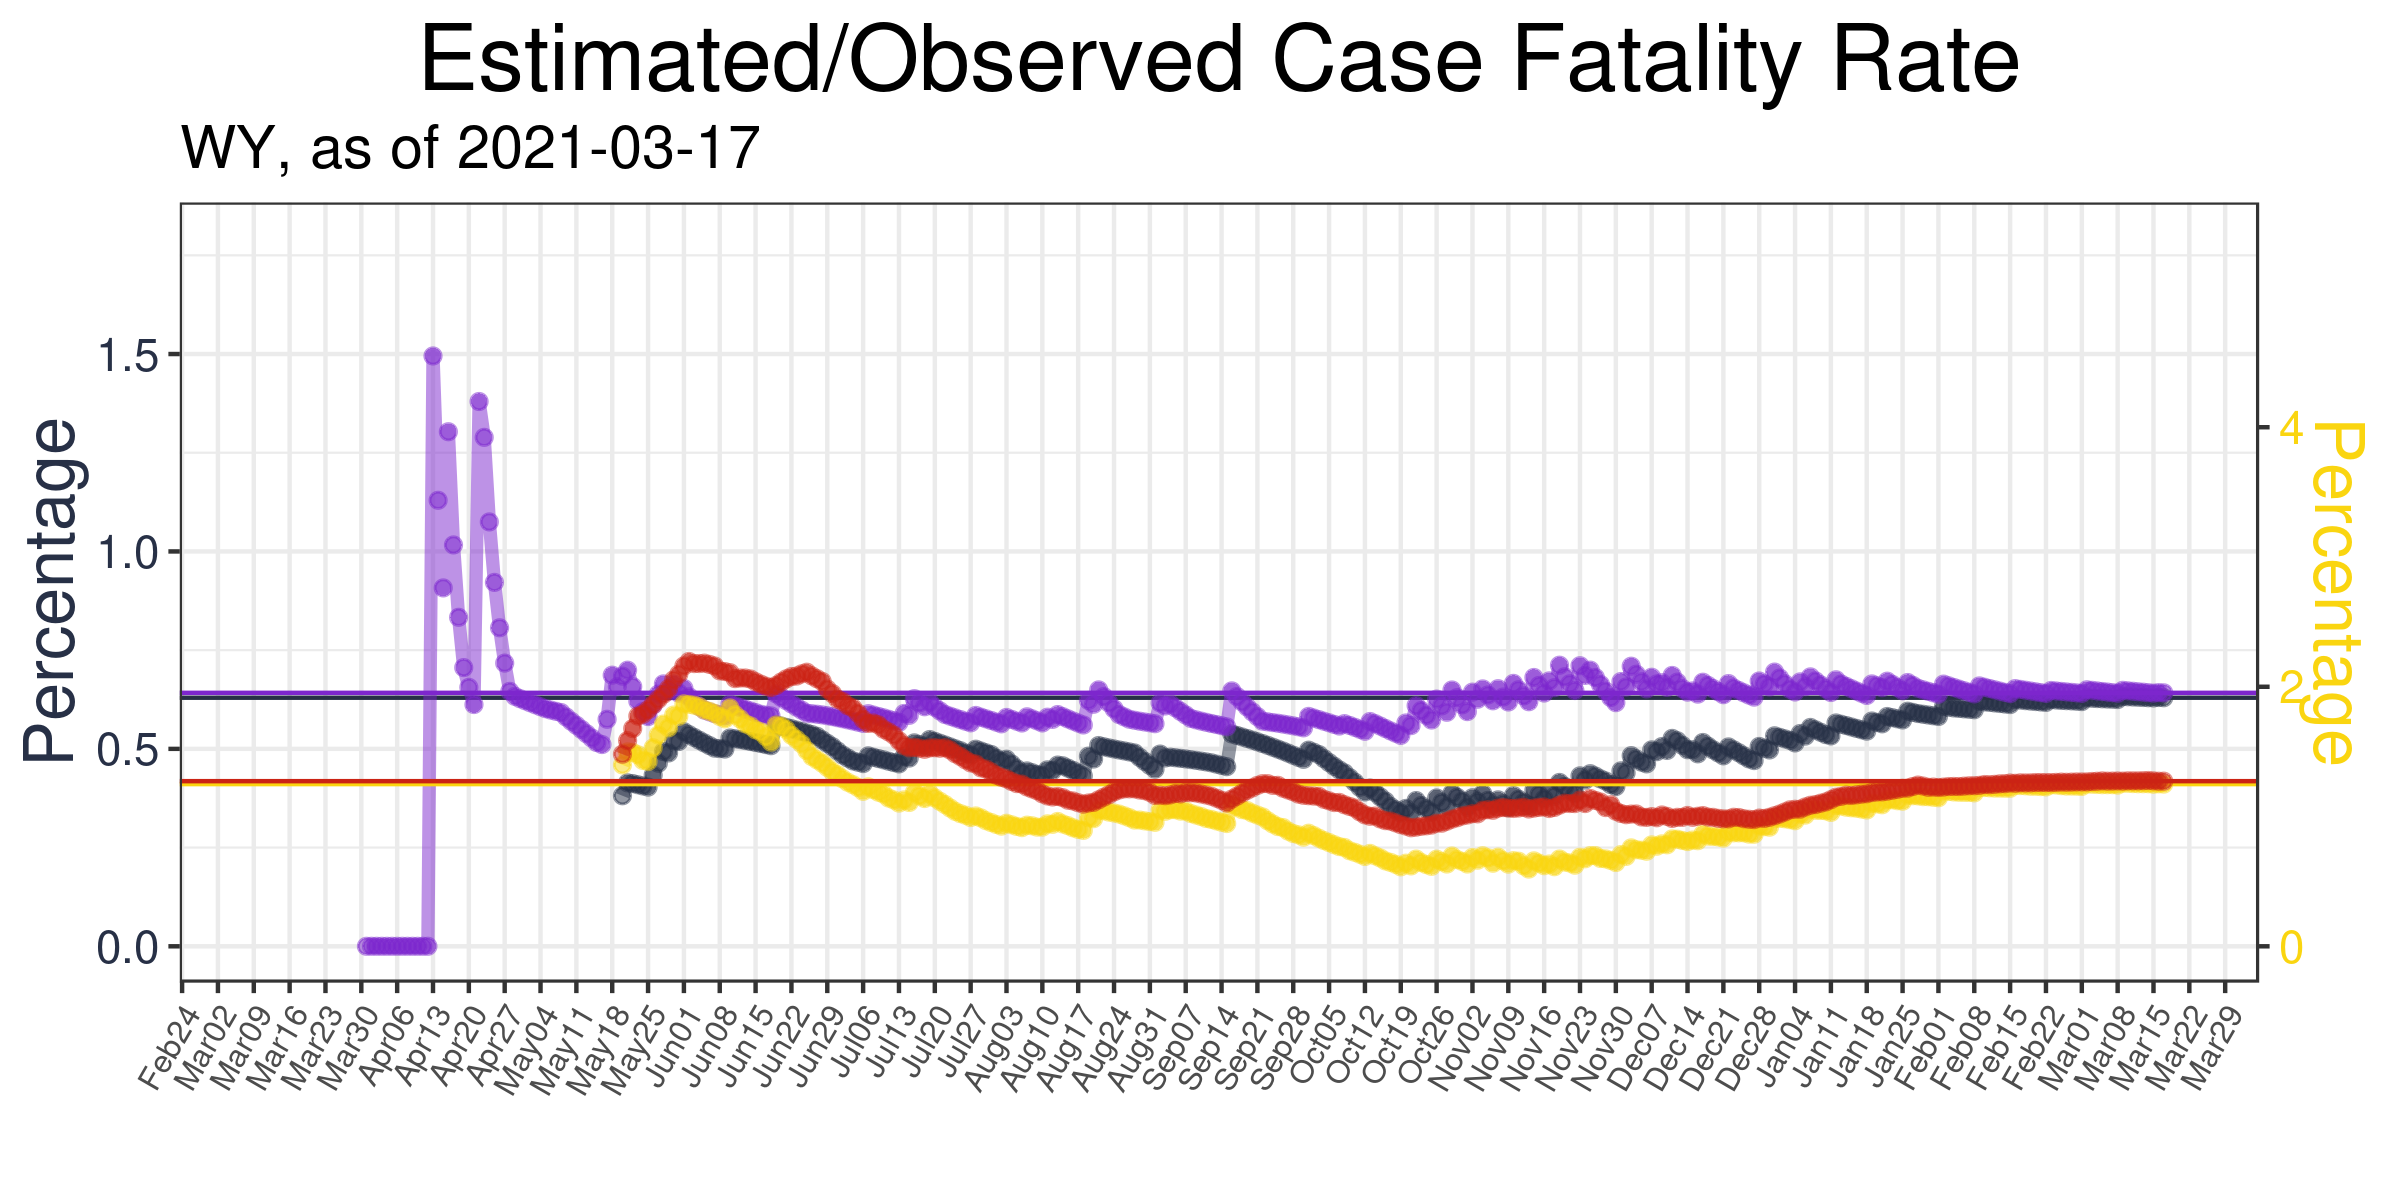 Estimated/Observed Case Fatality Rate
WY, as of 2021-03-17
Percentage
1.5
1.0
0.5
0.0
4
2
0
Percentage
Feb24
Mar02
Mar09
Mar16
Mar23
Mar30
Apr06
Apr13
Apr20
Apr27
May04
May11
May18
May25
Jun01
Jun08
Jun15
Jun22
Jun29
Jul06
Jul13
Jul20
Jul27
Aug03
Aug10
Aug17
Aug24
Aug31
Sep07
Sep14
Sep21
Sep28
Oct05
Oct12
Oct19
Oct26
Nov02
Nov09
Nov16
Nov23
Nov30
Dec07
Dec14
Dec21
Dec28
Jan04
Jan11
Jan18
Jan25
Feb01
Feb08
Feb15
Feb22
Mar01
Mar08
Mar15
Mar22
Mar29